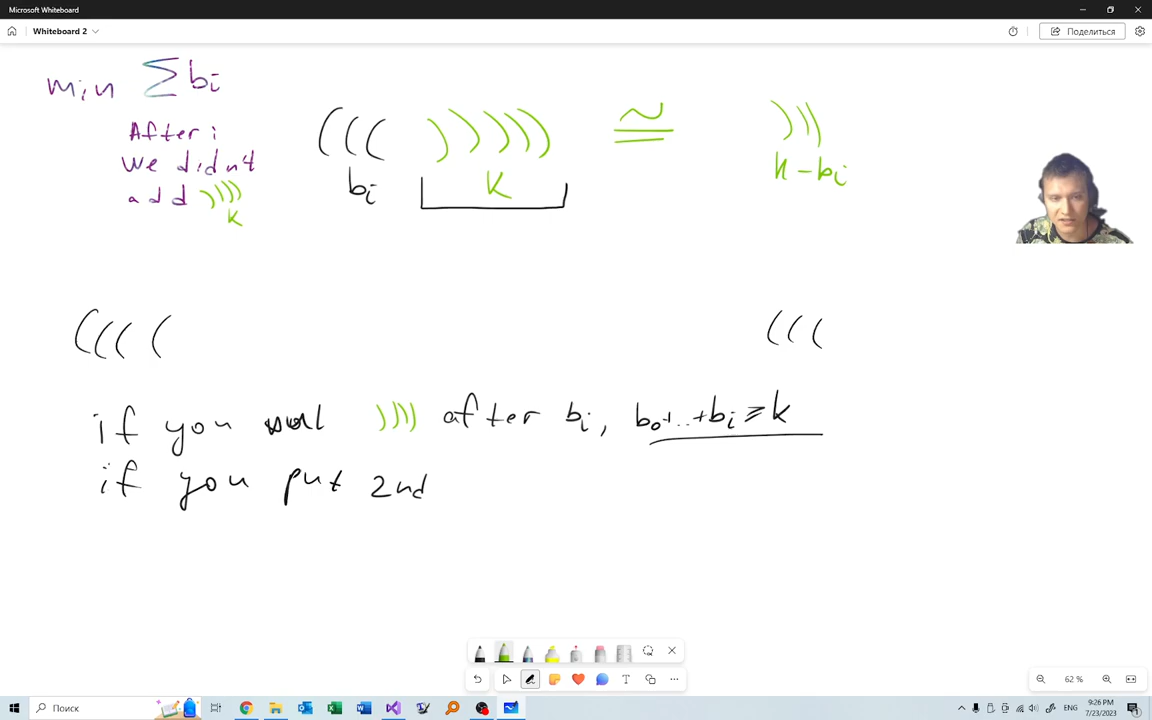 Microsoft Whiteboard
Whiteboard 2
Поделиться
min Σ bi
After i
We didn't
add ))))
k
((( ))))) ≅ )))
bi k k - bi
(((( (((
if you )))) after bi, b0+..+bi ≥ k
if you put 2nd
62 %
Поиск
ENG
9:26 PM
7/23/2023
1